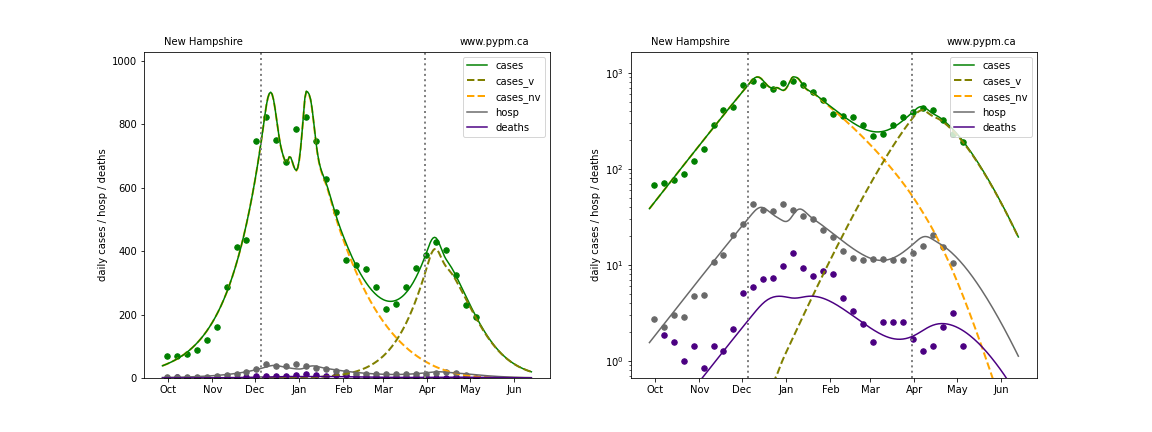 New Hampshire
www.pypm.ca
daily cases / hosp / deaths
1000
800
600
400
200
0
cases
cases_v
cases_nv
hosp
deaths
Oct Nov Dec Jan Feb Mar Apr May Jun
New Hampshire
www.pypm.ca
daily cases / hosp / deaths
10³
10²
10¹
10⁰
cases
cases_v
cases_nv
hosp
deaths
Oct Nov Dec Jan Feb Mar Apr May Jun